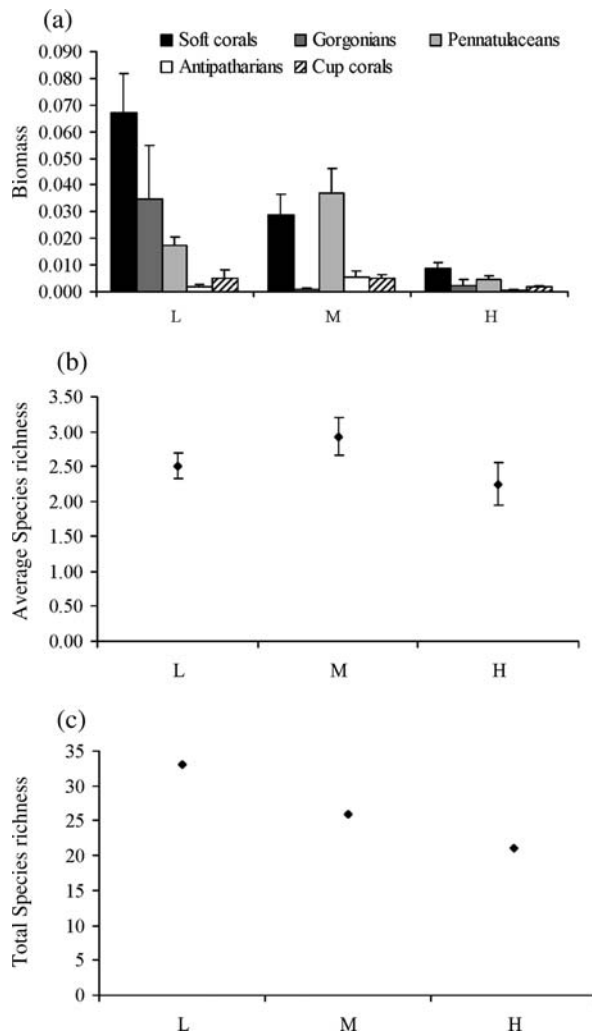 (a)
Soft corals Gorgonians Pennatulaceans
Antipatharians Cup corals
Biomass
0.090
0.080
0.070
0.060
0.050
0.040
0.030
0.020
0.010
0.000
L M H
(b)
Average Species richness
3.50
3.00
2.50
2.00
1.50
1.00
0.50
0.00
L M H
(c)
Total Species richness
35
30
25
20
15
10
5
0
L M H